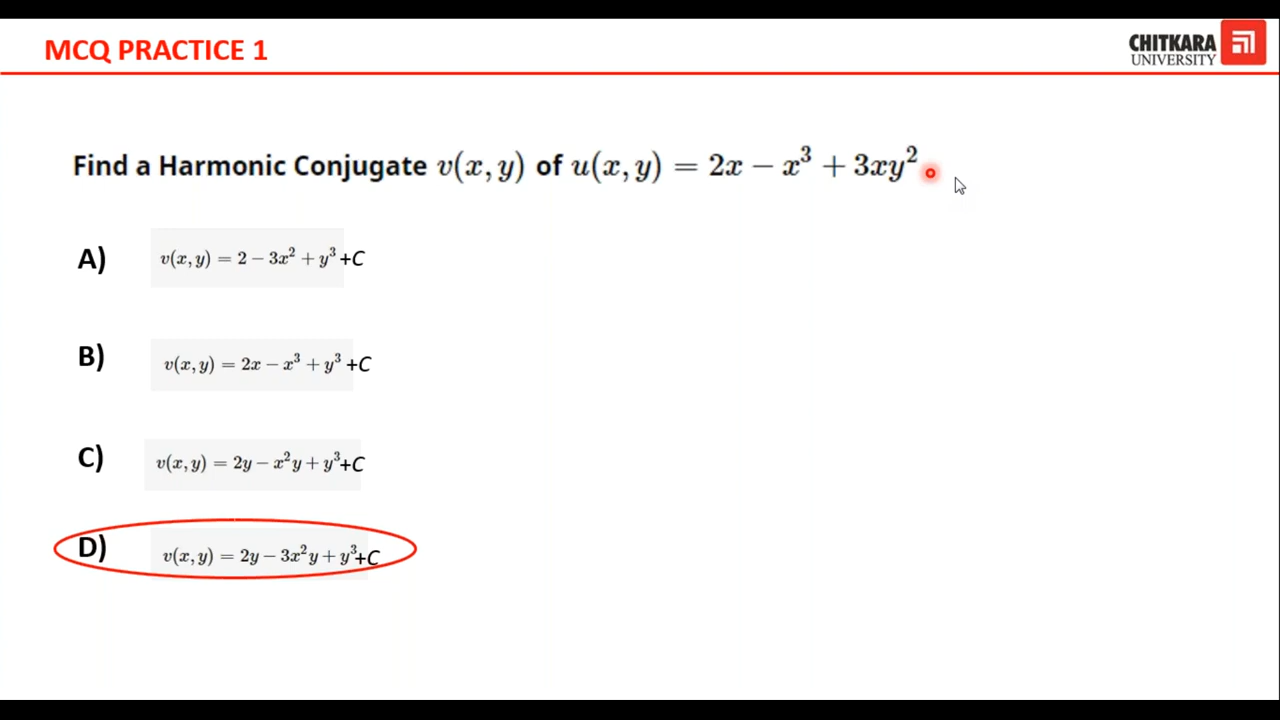 MCQ PRACTICE 1
CHITKARA
UNIVERSITY
Find a Harmonic Conjugate v(x, y) of u(x, y) = 2x − x³ + 3xy²
A) v(x, y) = 2 − 3x² + y³ +C
B) v(x, y) = 2x − x³ + y³ +C
C) v(x, y) = 2y − x²y + y³+C
D) v(x, y) = 2y − 3x²y + y³+C